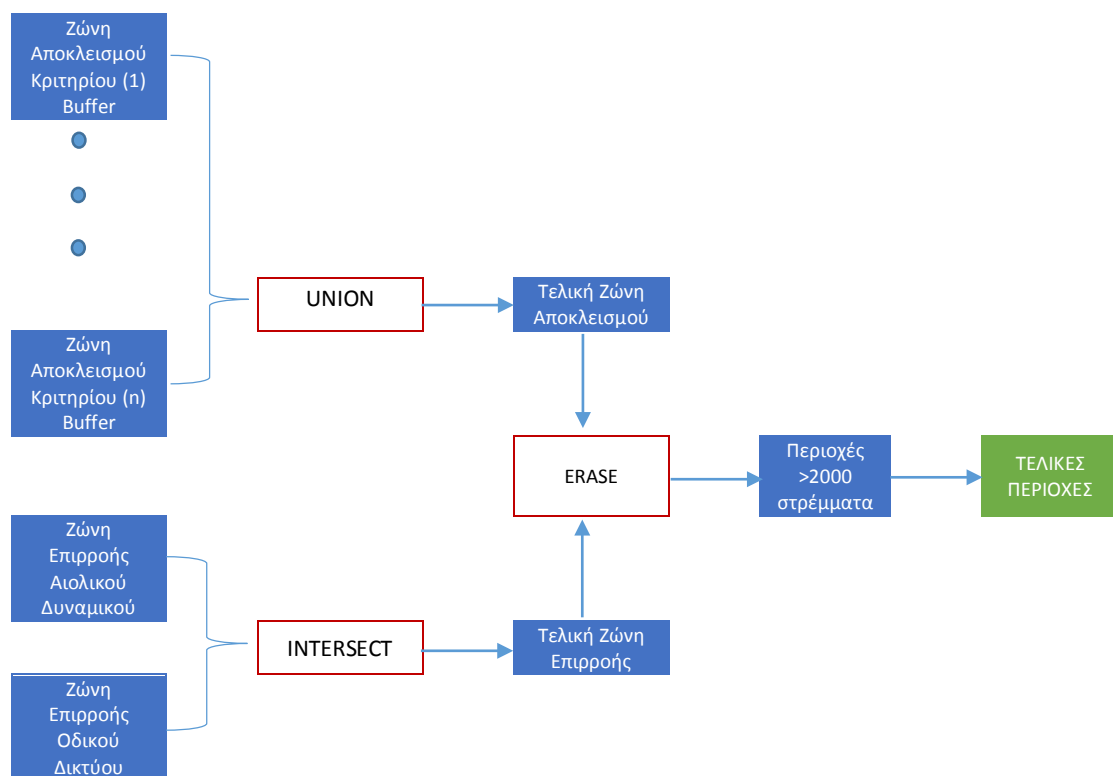 Ζώνη
Αποκλεισμού
Κριτηρίου (1)
Buffer
UNION
Τελική Ζώνη
Αποκλεισμού
Ζώνη
Αποκλεισμού
Κριτηρίου (n)
Buffer
ERASE
Περιοχές
>2000
στρέμματα
ΤΕΛΙΚΕΣ
ΠΕΡΙΟΧΕΣ
Ζώνη
Επιρροής
Αιολικού
Δυναμικού
INTERSECT
Τελική Ζώνη
Επιρροής
Ζώνη
Επιρροής
Οδικού
Δικτύου